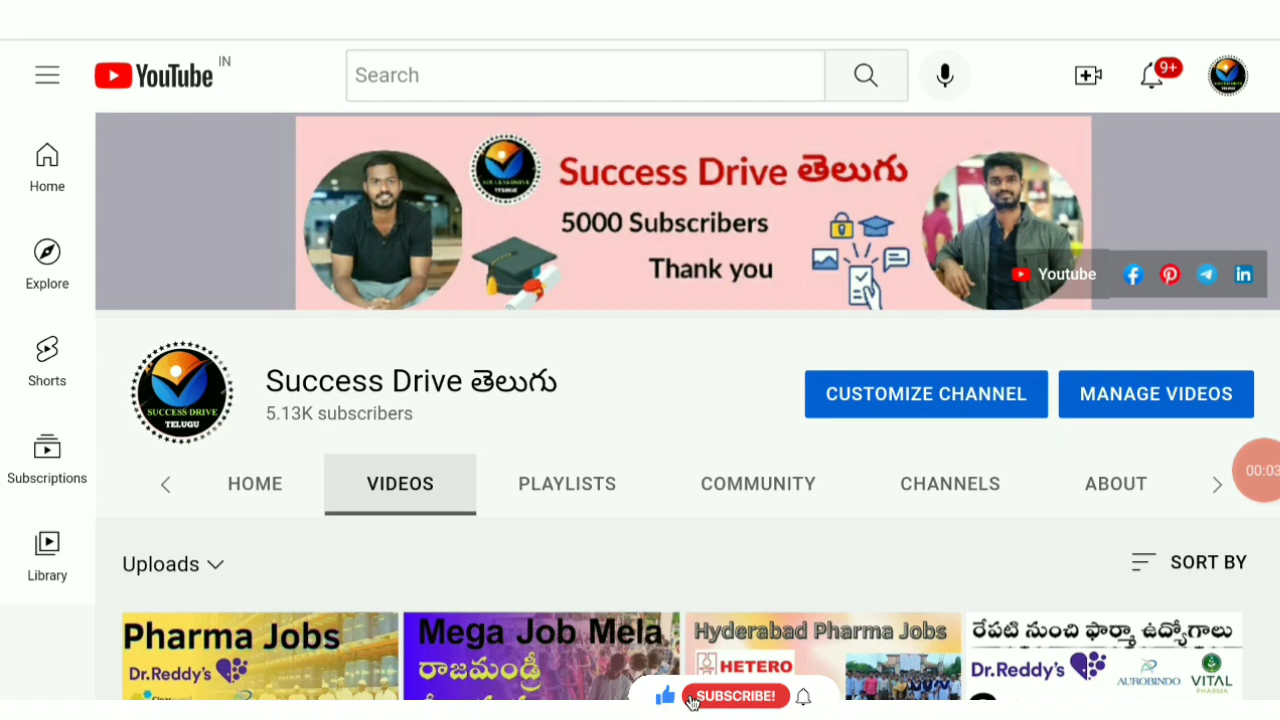 YouTube IN
Search
9+
Home
Explore
Shorts
Subscriptions
Library
SUCCESS DRIVE
TELUGU
Success Drive తెలుగు
5000 Subscribers
Thank you
Youtube
SUCCESS DRIVE
TELUGU
Success Drive తెలుగు
5.13K subscribers
CUSTOMIZE CHANNEL
MANAGE VIDEOS
HOME
VIDEOS
PLAYLISTS
COMMUNITY
CHANNELS
ABOUT
00:03
Uploads
SORT BY
Pharma Jobs
Dr.Reddy's
Mega Job Mela
రాజమండ్రీ
Hyderabad Pharma Jobs
HETERO
రేపటి నుంచి ఫార్మా ఉద్యోగాలు
Dr.Reddy's
AUROBINDO
VITAL
PHARMA
SUBSCRIBE!